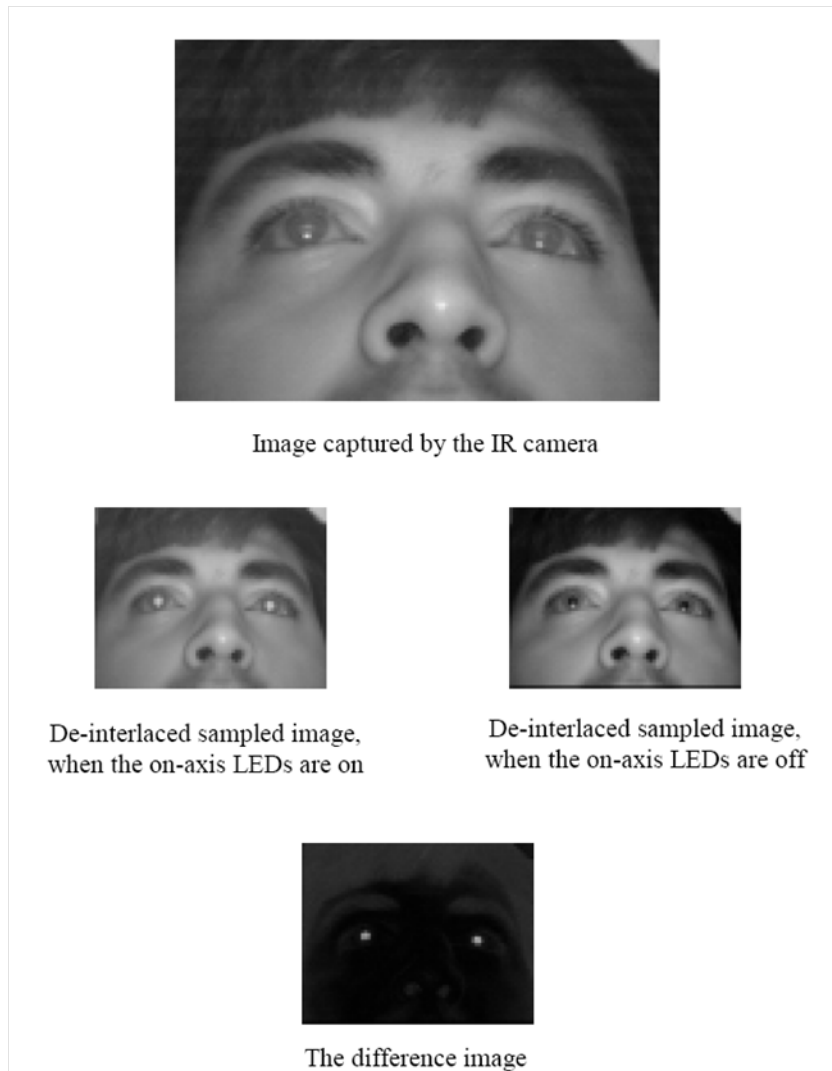 Image captured by the IR camera
De-interlaced sampled image,
when the on-axis LEDs are on
De-interlaced sampled image,
when the on-axis LEDs are off
The difference image